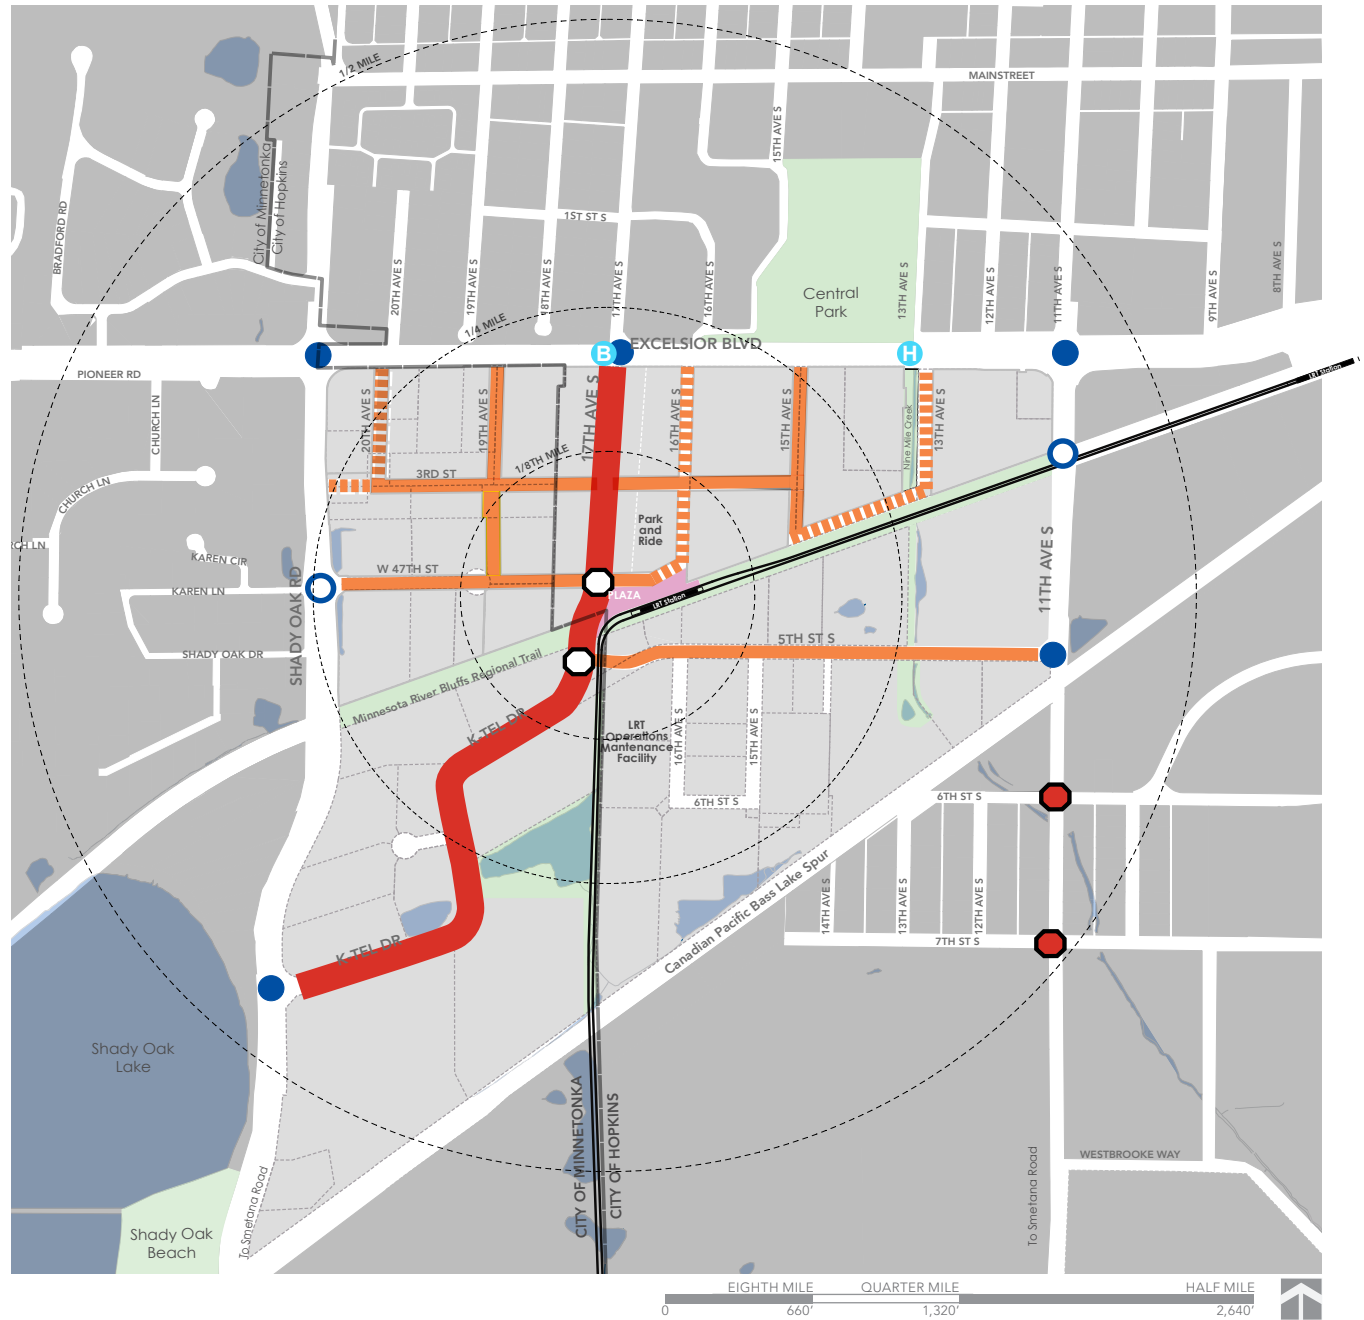 1/2 MILE
MAINSTREET
15TH AVE S
BRADFORD RD
City of Minnetonka
City of Hopkins
1ST ST S
20TH AVE S
19TH AVE S
18TH AVE S
17TH AVE S
16TH AVE S
Central
Park
13TH AVE S
12TH AVE S
11TH AVE S
9TH AVE S
8TH AVE S
1/4 MILE
B
EXCELSIOR BLVD
H
PIONEER RD
LRT Station
CHURCH LN
20TH AVE S
19TH AVE S
17TH AVE S
16TH AVE S
15TH AVE S
Nine Mile Creek
13TH AVE S
1/8TH MILE
3RD ST
CHURCH LN
Park
and
Ride
RCH LN
KAREN CIR
W 47TH ST
KAREN LN
SHADY OAK RD
PLAZA
LRT Station
11TH AVE S
5TH ST S
SHADY OAK DR
Minnesota River Bluffs Regional Trail
K-TEL DR
LRT
Operations
Mantenance
Facility
16TH AVE S
15TH AVE S
6TH ST S
6TH ST S
Canadian Pacific Bass Lake Spur
14TH AVE S
13TH AVE S
12TH AVE S
7TH ST S
K-TEL DR
Shady Oak
Lake
CITY OF MINNETONKA
CITY OF HOPKINS
WESTBROOKE WAY
To Smetana Road
To Smetana Road
Shady Oak
Beach
EIGHTH MILE
QUARTER MILE
HALF MILE
0
660'
1,320'
2,640'